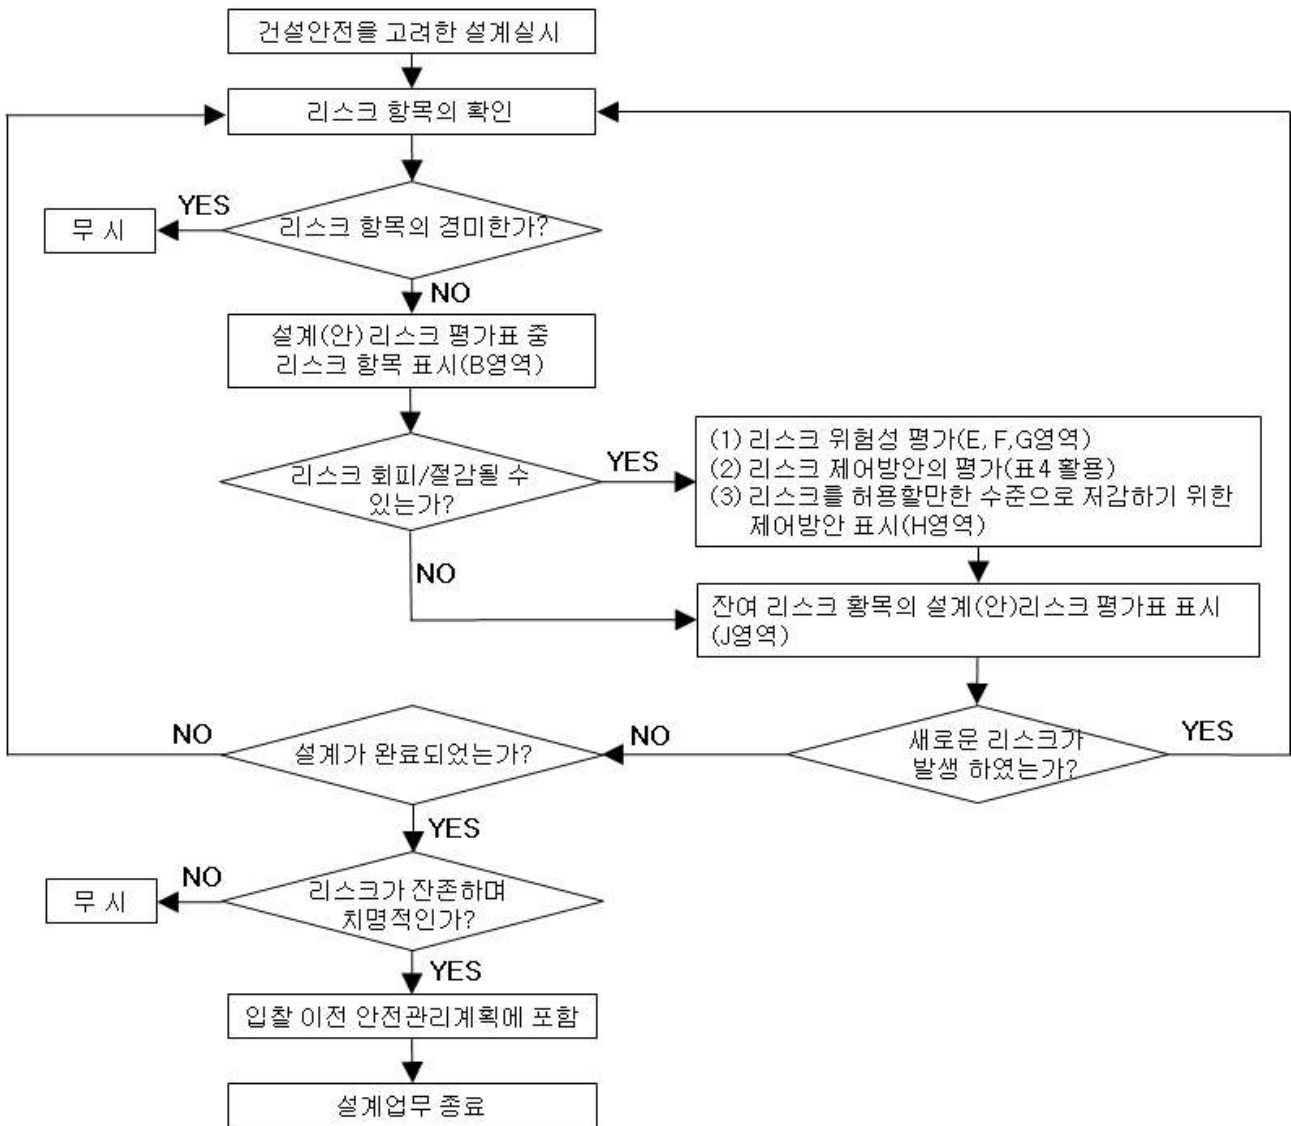 건설안전을 고려한 설계실시
리스크 항목의 확인
YES
무 시
리스크 항목의 경미한가?
NO
설계(안) 리스크 평가표 중
리스크 항목 표시(B영역)
리스크 회피/절감될 수
있는가?
YES
(1) 리스크 위험성 평가(E, F,G영역)
(2) 리스크 제어방안의 평가(표4 활용)
(3) 리스크를 허용할만한 수준으로 저감하기 위한
제어방안 표시(H영역)
NO
잔여 리스크 황목의 설계(안)리스크 평가표 표시
(J영역)
NO
설계가 완료되었는가?
NO
새로운 리스크가
발생 하였는가?
YES
YES
NO
무 시
리스크가 잔존하며
치명적인가?
YES
입찰 이전 안전관리계획에 포함
설계업무 종료